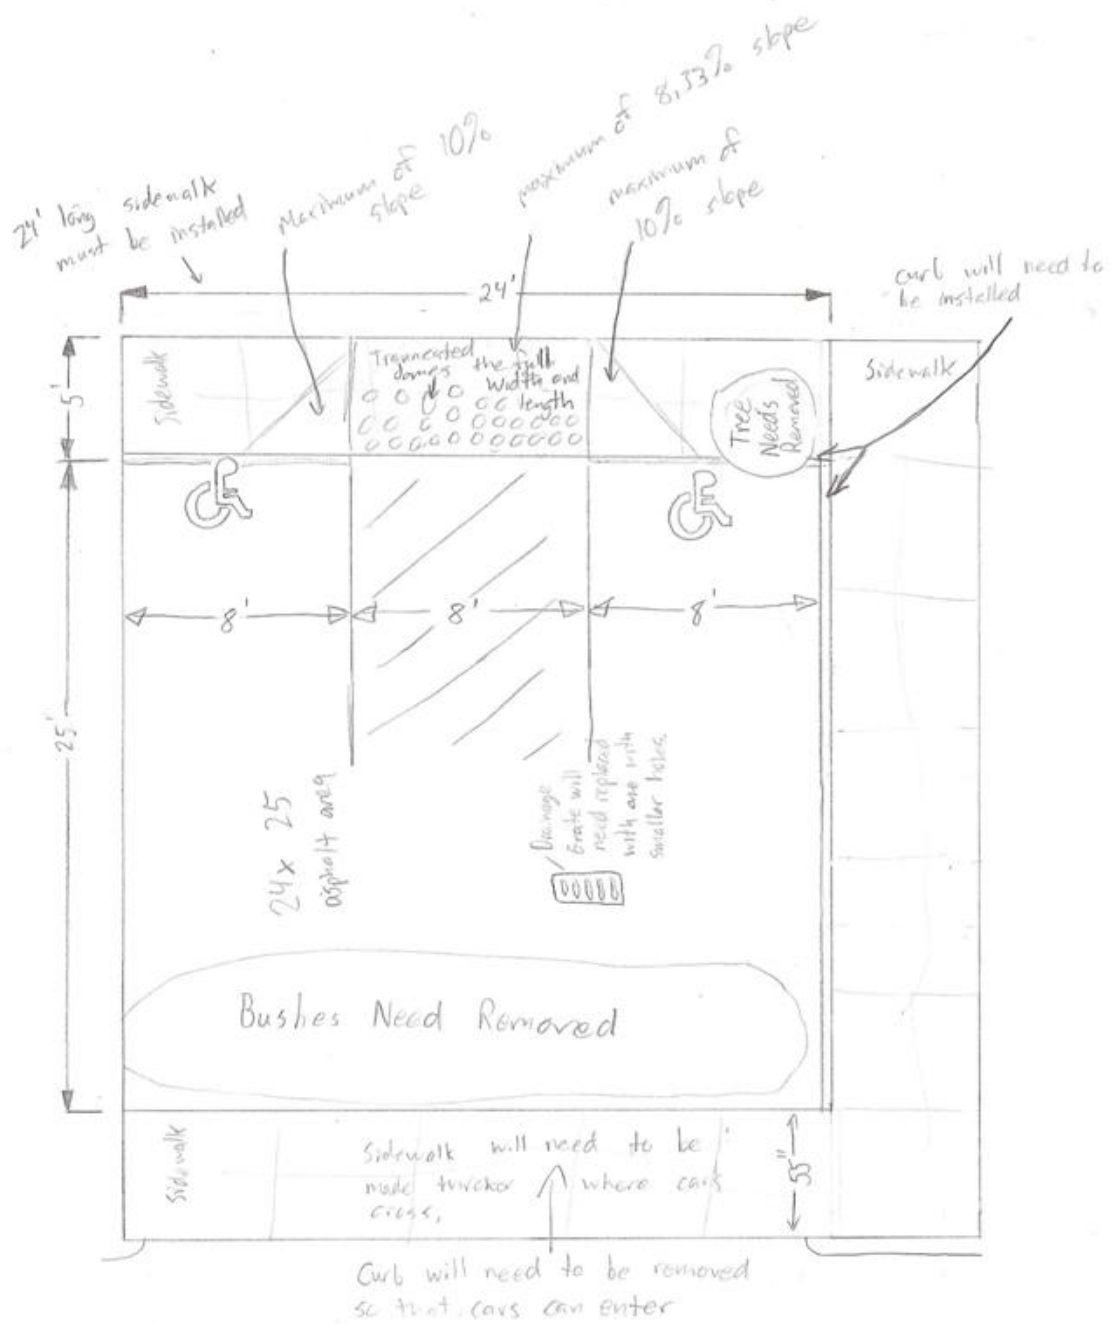 maximum of 8,33% slope
Maximum of 10%
slope
maximum of
10% slope
24' long sidewalk
must be installed
curb will need to
be installed
24'
5'
Sidewalk
Trunncated
domes
the full
width and
length
Tree
Needs
Removed
Sidewalk
8'
8'
8'
25'
24 x 25
asphalt area
Drainage
Grate will
need replaced
with one with
smaller holes.
Bushes Need Removed
Sidewalk
Sidewalk will need to be
made thicker where cars
cross.
55"
Curb will need to be removed
so that cars can enter